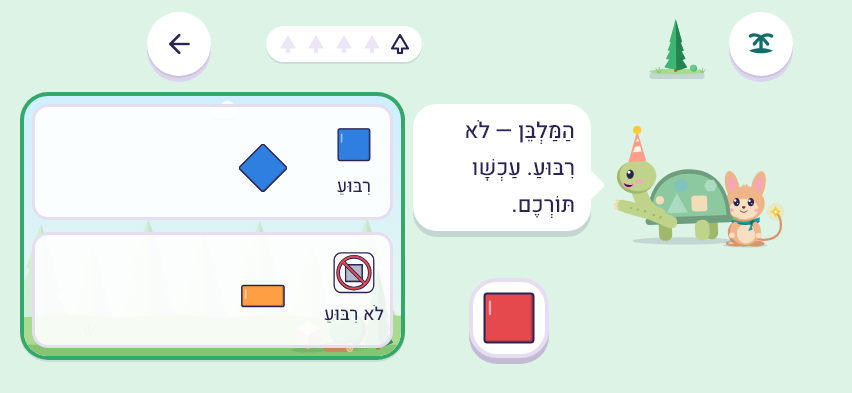 הַמַּלְבֵּן – לֹא
רִבּוּעַ. עַכְשָׁו
תּוֹרְכֶם.
רִבּוּעַ
לֹא רִבּוּעַ